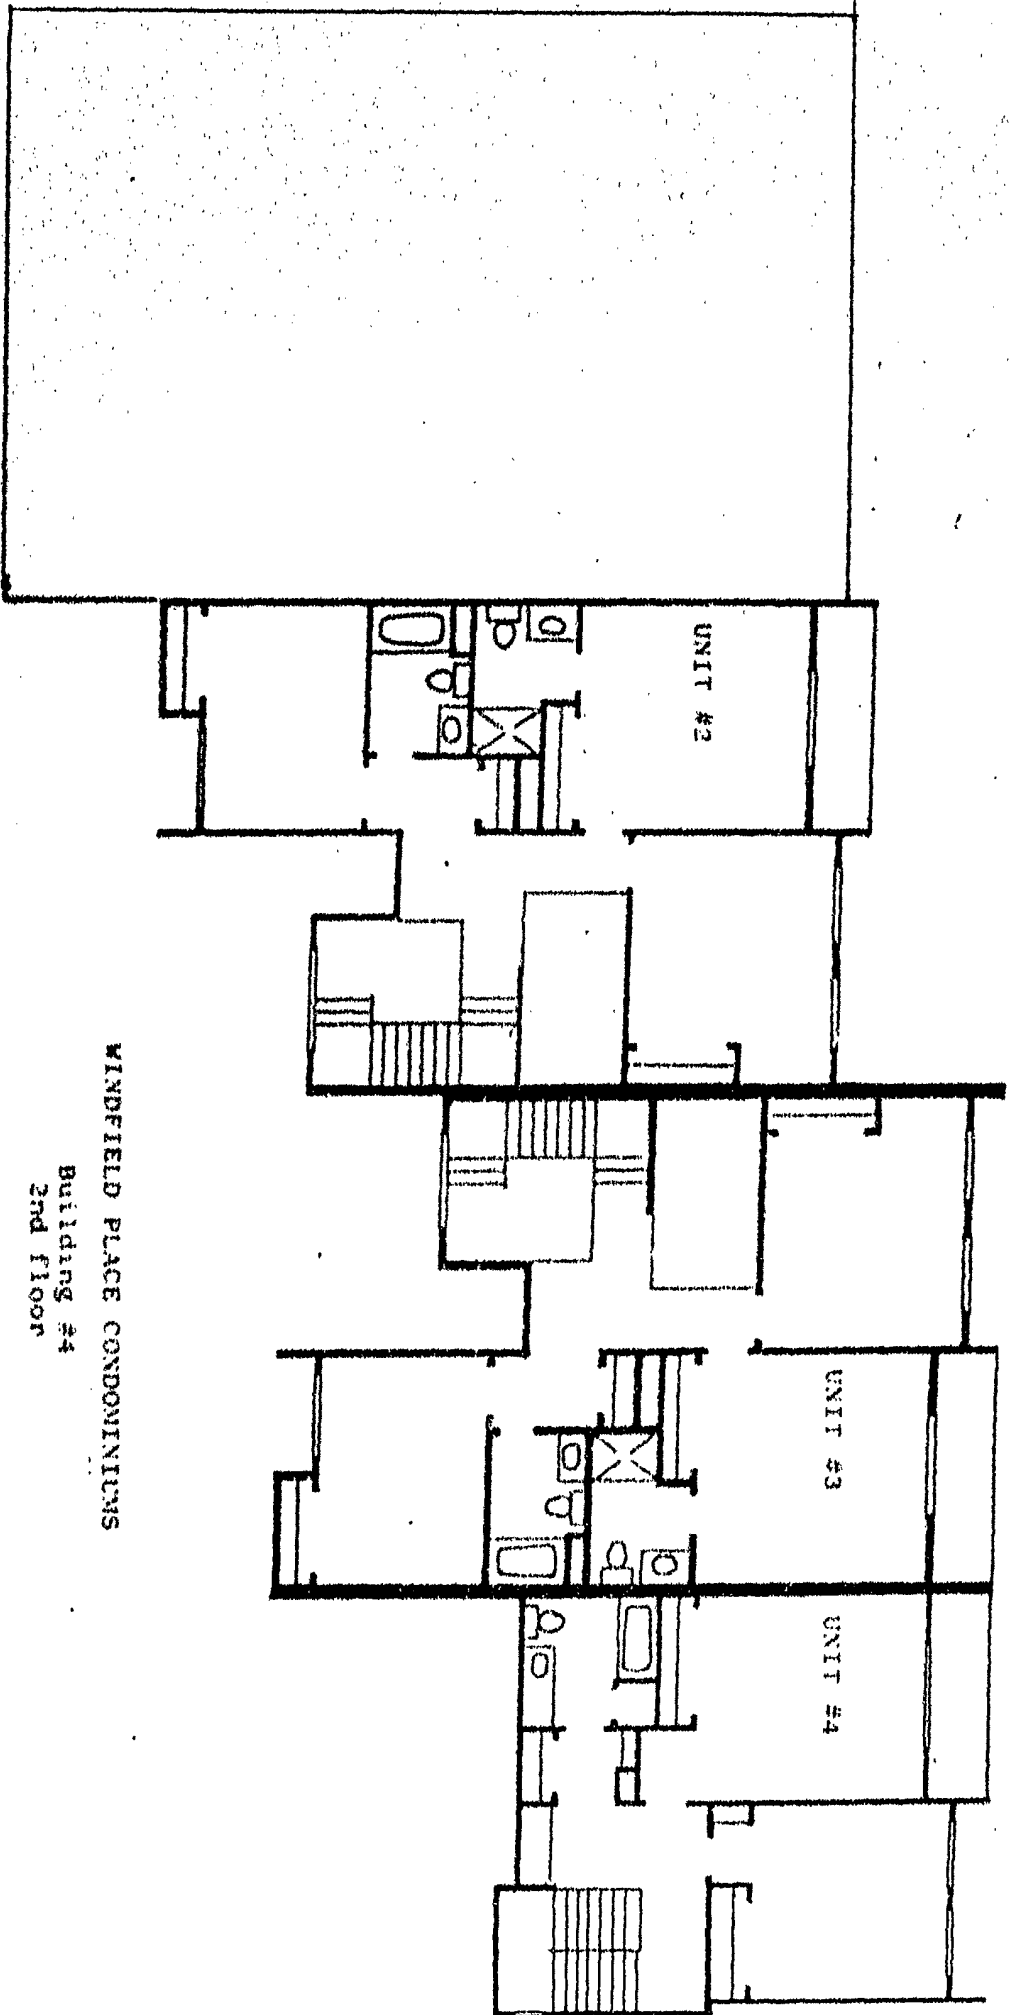 UNIT #2
UNIT #3
UNIT #4
WINDFIELD PLACE CONDOMINIUMS
Building #4
2nd floor